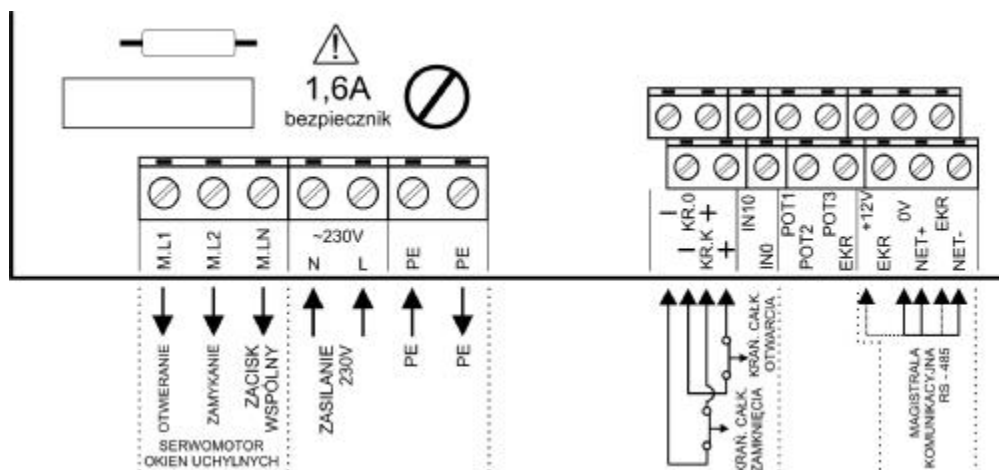 1,6A
bezpiecznik
M.L1
M.L2
M.LN
~230V
N
L
PE
PE
— KR.0 +
— KR.K +
IN10
IN0
POT1
POT2
POT3
EKR
+12V
EKR
0V
NET+
EKR
NET-
OTWIERANIE
ZAMYKANIE
ZACISK
WSPÓLNY
ZASILANIE
230V
PE
PE
SERWOMOTOR
OKIEN UCHYLNYCH
KRAŃ. CAŁK.
ZAMKNIĘCIA
KRAŃ. CAŁK.
OTWARCIA
MAGISTRALA
KOMUNIKACYJNA
RS - 485